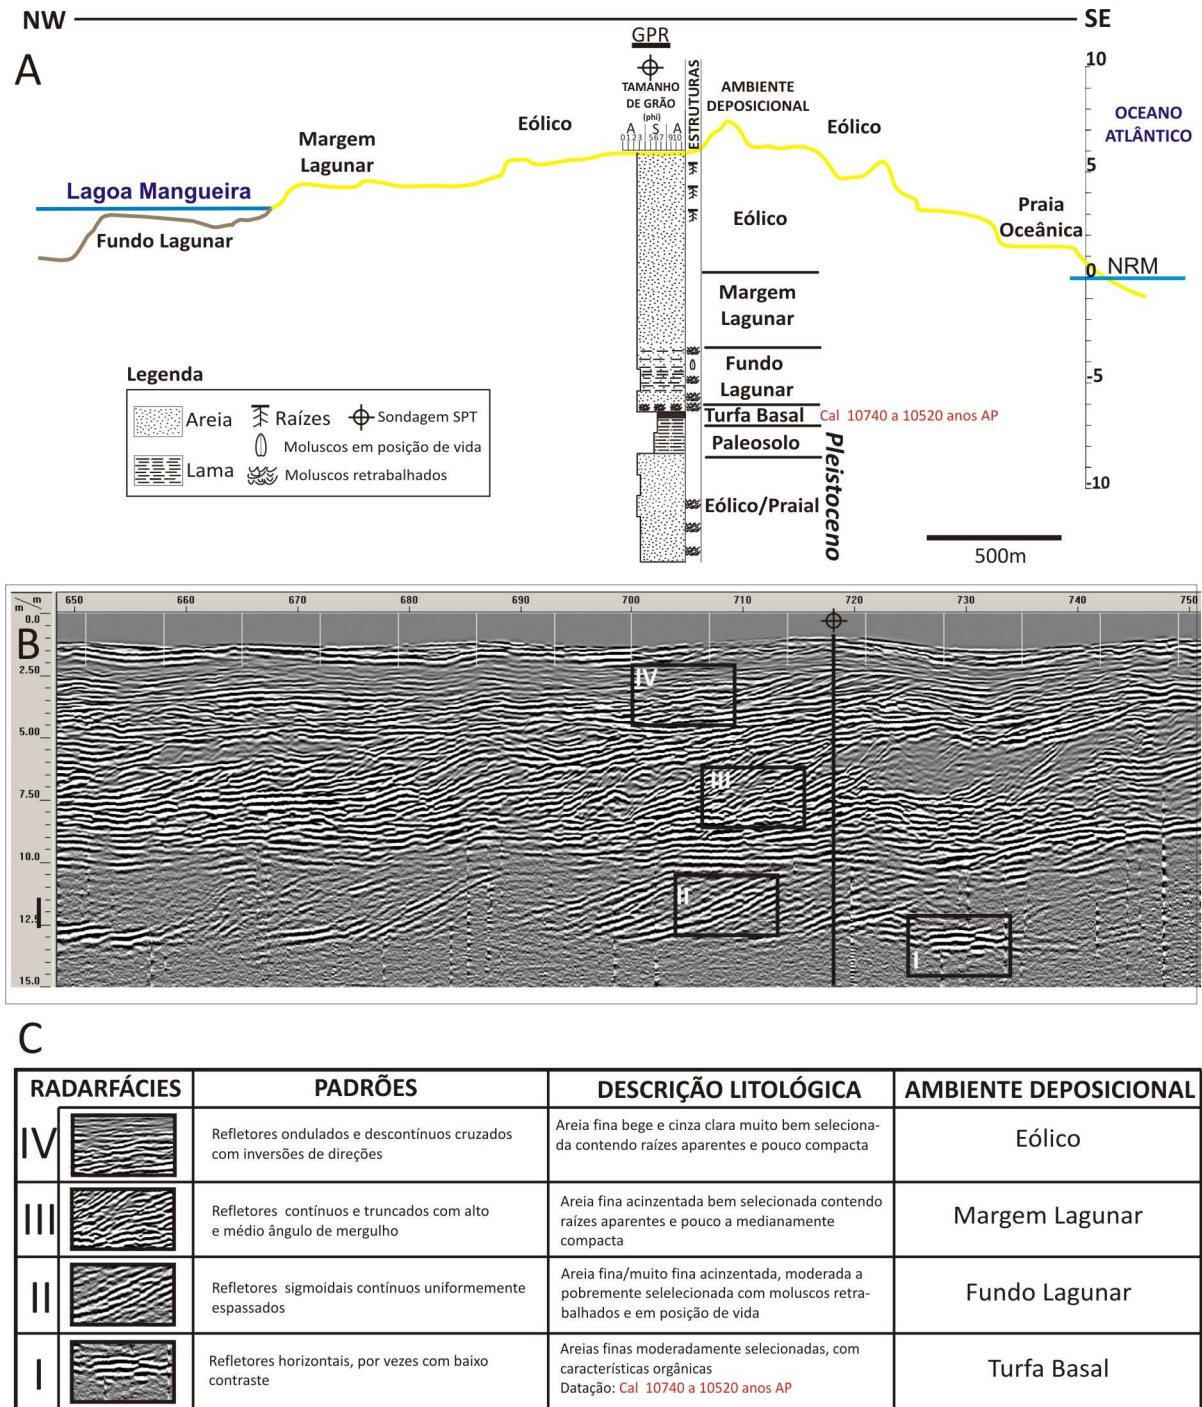 NW
SE
GPR
A
TAMANHO
DE GRÃO
(phi)
A S A
0123 567 910
ESTRUTURAS
AMBIENTE
DEPOSICIONAL
10
5
0
-5
-10
OCEANO
ATLÂNTICO
Eólico
Eólico
Margem
Lagunar
Lagoa Mangueira
Fundo Lagunar
Praia
Oceânica
NRM
Eólico
Margem
Lagunar
Fundo
Lagunar
Turfa Basal
Cal 10740 a 10520 anos AP
Paleosolo
Eólico/Praial
Pleistoceno
500m
Legenda
Areia
Raízes
Sondagem SPT
Moluscos em posição de vida
Lama
Moluscos retrabalhados
m
m
650 660 670 680 690 700 710 720 730 740 750
0.0
B
2.50
5.00
7.50
10.0
12.5
15.0
IV
III
II
I
C
RADARFÁCIES PADRÕES DESCRIÇÃO LITOLÓGICA AMBIENTE DEPOSICIONAL
IV
Refletores ondulados e descontínuos cruzados
com inversões de direções
Areia fina bege e cinza clara muito bem seleciona-
da contendo raízes aparentes e pouco compacta
Eólico
III
Refletores contínuos e truncados com alto
e médio ângulo de mergulho
Areia fina acinzentada bem selecionada contendo
raízes aparentes e pouco a medianamente
compacta
Margem Lagunar
II
Refletores sigmoidais contínuos uniformemente
espassados
Areia fina/muito fina acinzentada, moderada a
pobremente selelecionada com moluscos retra-
balhados e em posição de vida
Fundo Lagunar
I
Refletores horizontais, por vezes com baixo
contraste
Areias finas moderadamente selecionadas, com
características orgânicas
Datação: Cal 10740 a 10520 anos AP
Turfa Basal